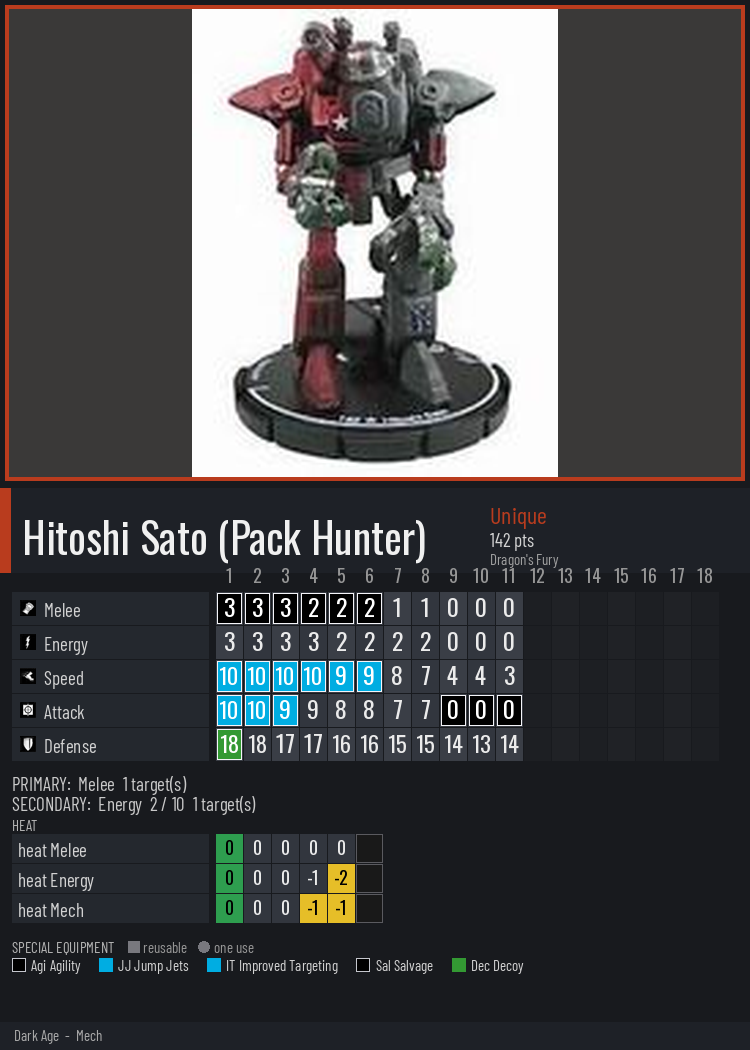 Hitoshi Sato (Pack Hunter)
Unique
142 pts
Dragon's Fury
1 2 3 4 5 6 7 8 9 10 11 12 13 14 15 16 17 18
Melee 3 3 3 2 2 2 1 1 0 0 0
Energy 3 3 3 3 2 2 2 2 0 0 0
Speed 10 10 10 10 9 9 8 7 4 4 3
Attack 10 10 9 9 8 8 7 7 0 0 0
Defense 18 18 17 17 16 16 15 15 14 13 14
PRIMARY: Melee 1 target(s)
SECONDARY: Energy 2 / 10 1 target(s)
HEAT
heat Melee 0 0 0 0 0
heat Energy 0 0 0 -1 -2
heat Mech 0 0 0 -1 -1
SPECIAL EQUIPMENT reusable one use
Agi Agility JJ Jump Jets IT Improved Targeting Sal Salvage Dec Decoy
Dark Age - Mech